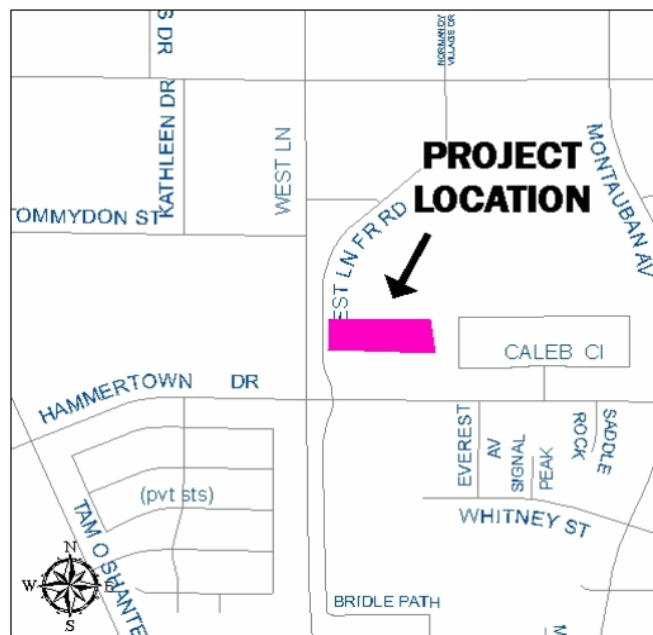 S DR
NORMANDY
VILLAGE DR
KATHLEEN DR
WEST LN
PROJECT
LOCATION
MONTAUBAN AV
TOMMYDON ST
EST LN FR RD
CALEB CI
HAMMERTOWN DR
EVEREST
AV
SIGNAL
PEAK
SADDLE
ROCK
(pvt sts)
WHITNEY ST
TAM O SHANTE
N
W
E
S
BRIDLE PATH